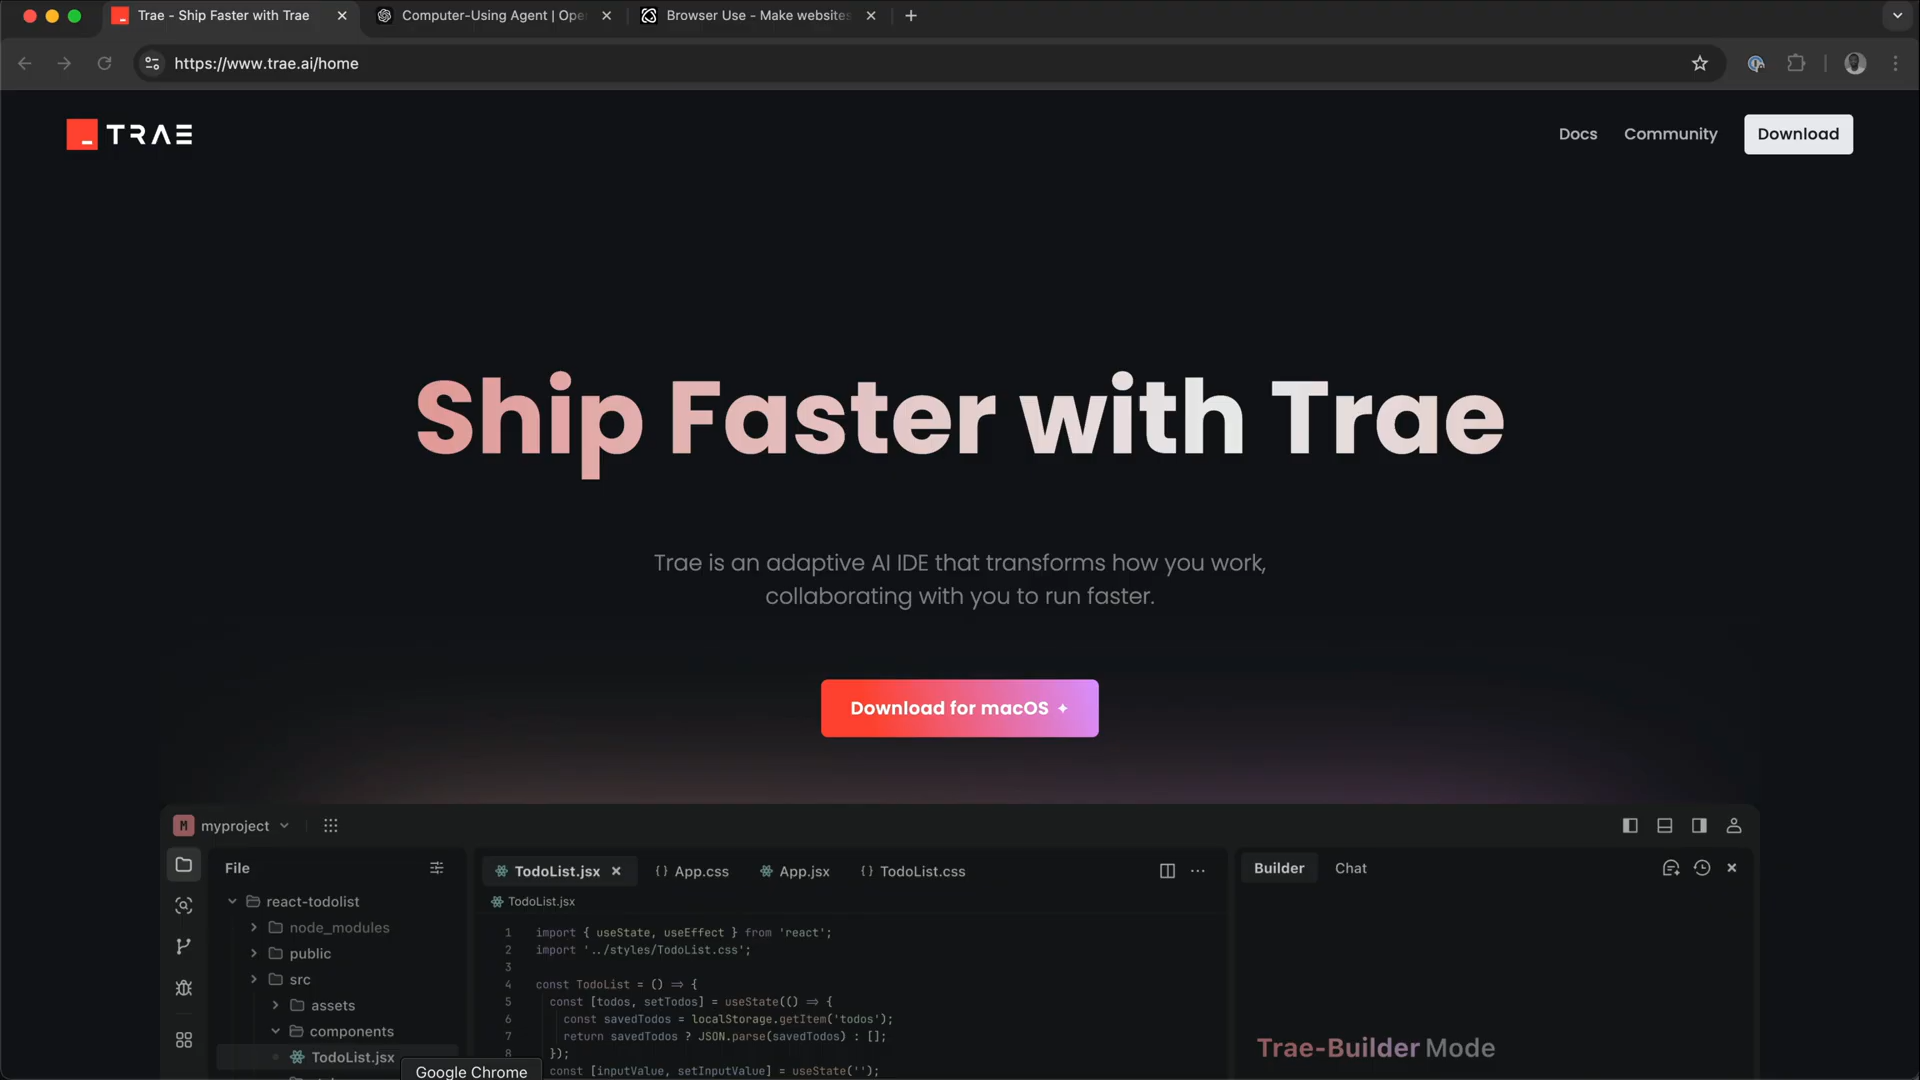 Trae - Ship Faster with Trae
Computer-Using Agent | Ope
Browser Use - Make websites
https://www.trae.ai/home
TRAE
Docs
Community
Download
Ship Faster with Trae
Trae is an adaptive AI IDE that transforms how you work,
collaborating with you to run faster.
Download for macOS
M
myproject
File
TodoList.jsx
{} App.css
App.jsx
{} TodoList.css
Builder
Chat
react-todolist
node_modules
public
src
assets
components
TodoList.jsx
TodoList.jsx
1 import { useState, useEffect } from 'react';
2 import '../styles/TodoList.css';
3
4 const TodoList = () => {
5 const [todos, setTodos] = useState(() => {
6 const savedTodos = localStorage.getItem('todos');
7 return savedTodos ? JSON.parse(savedTodos) : [];
8 });
const [inputValue, setInputValue] = useState('');
Trae-Builder Mode
Google Chrome